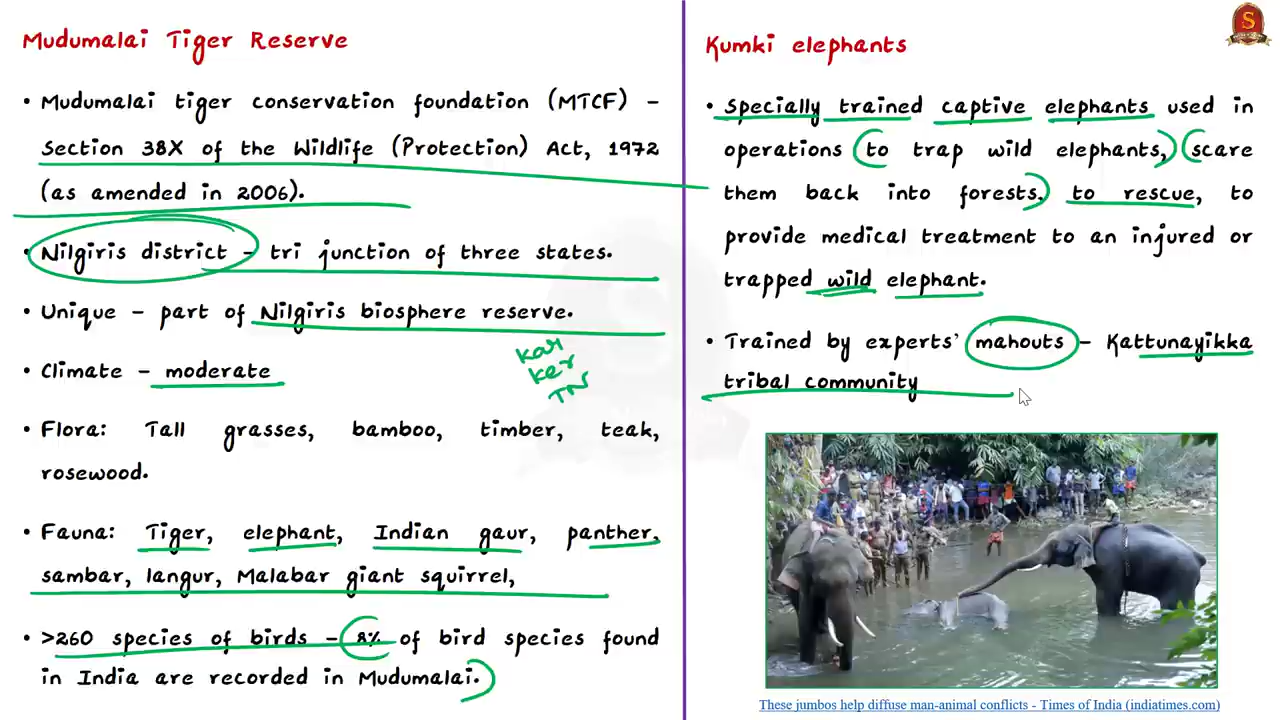 Mudumalai Tiger Reserve
• Mudumalai tiger conservation foundation (MTCF) –
Section 38X of the Wildlife (Protection) Act, 1972
(as amended in 2006).
• Nilgiris district – tri junction of three states.
• Unique – part of Nilgiris biosphere reserve.
Kar
Ker
TN
• Climate – moderate
• Flora: Tall grasses, bamboo, timber, teak,
rosewood.
• Fauna: Tiger, elephant, Indian gaur, panther,
sambar, langur, Malabar giant squirrel,
• >260 species of birds – 8% of bird species found
in India are recorded in Mudumalai.
S
Kumki elephants
• Specially trained captive elephants used in
operations to trap wild elephants, scare
them back into forests, to rescue, to
provide medical treatment to an injured or
trapped wild elephant.
• Trained by experts' mahouts – Kattunayikka
tribal community
These jumbos help diffuse man-animal conflicts - Times of India (indiatimes.com)